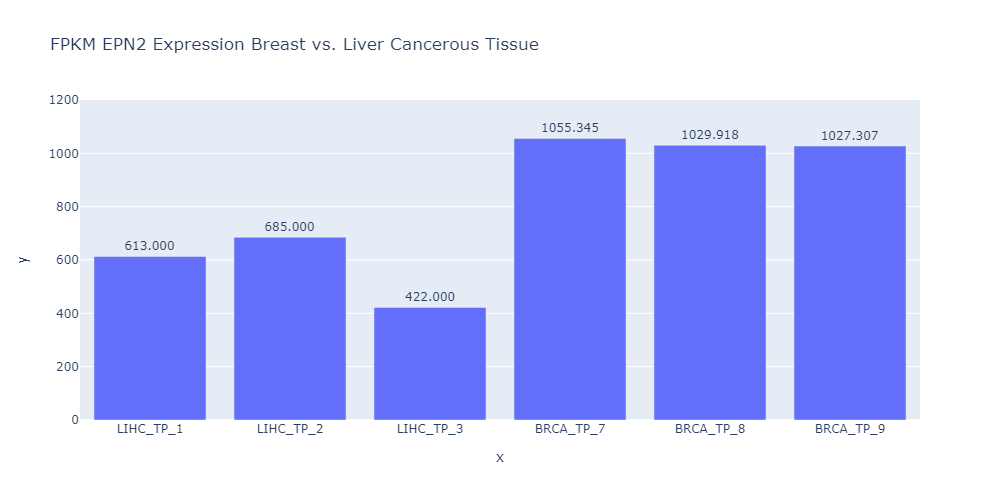 FPKM EPN2 Expression Breast vs. Liver Cancerous Tissue
1200
1000
800
600
400
200
0
y
613.000
685.000
422.000
1055.345
1029.918
1027.307
LIHC_TP_1
LIHC_TP_2
LIHC_TP_3
BRCA_TP_7
BRCA_TP_8
BRCA_TP_9
x